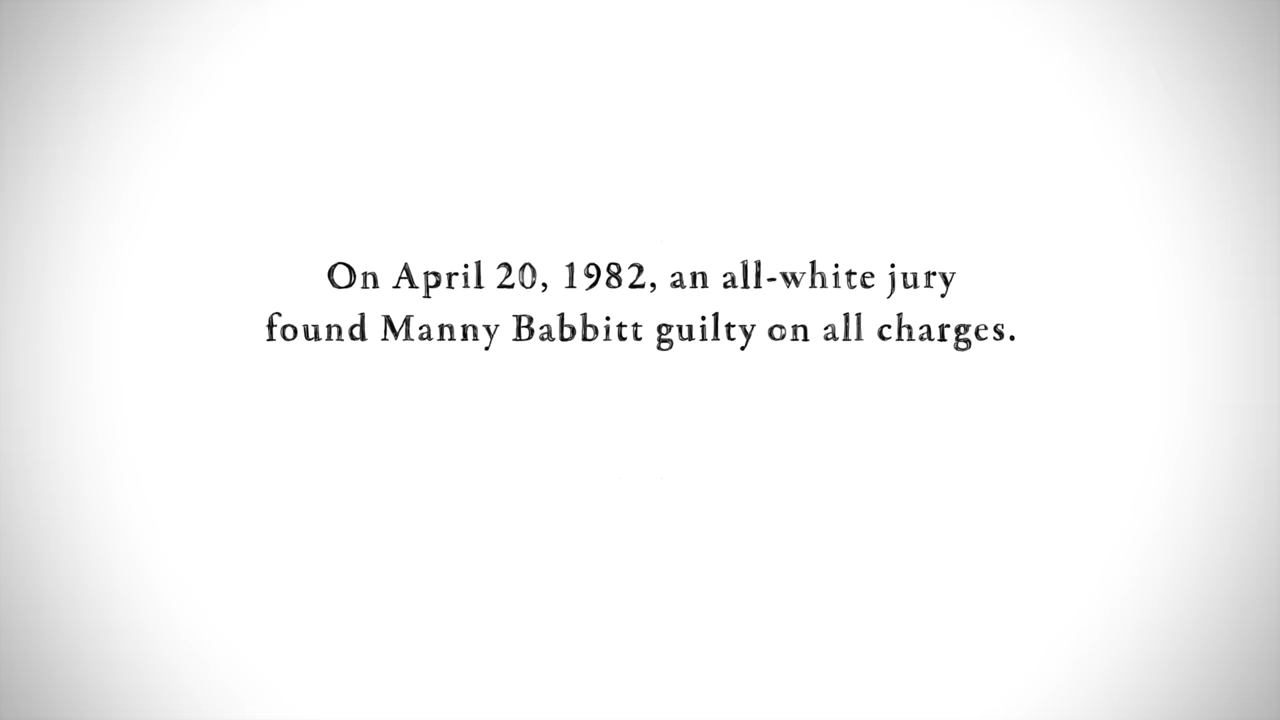 On April 20, 1982, an all-white jury
found Manny Babbitt guilty on all charges.